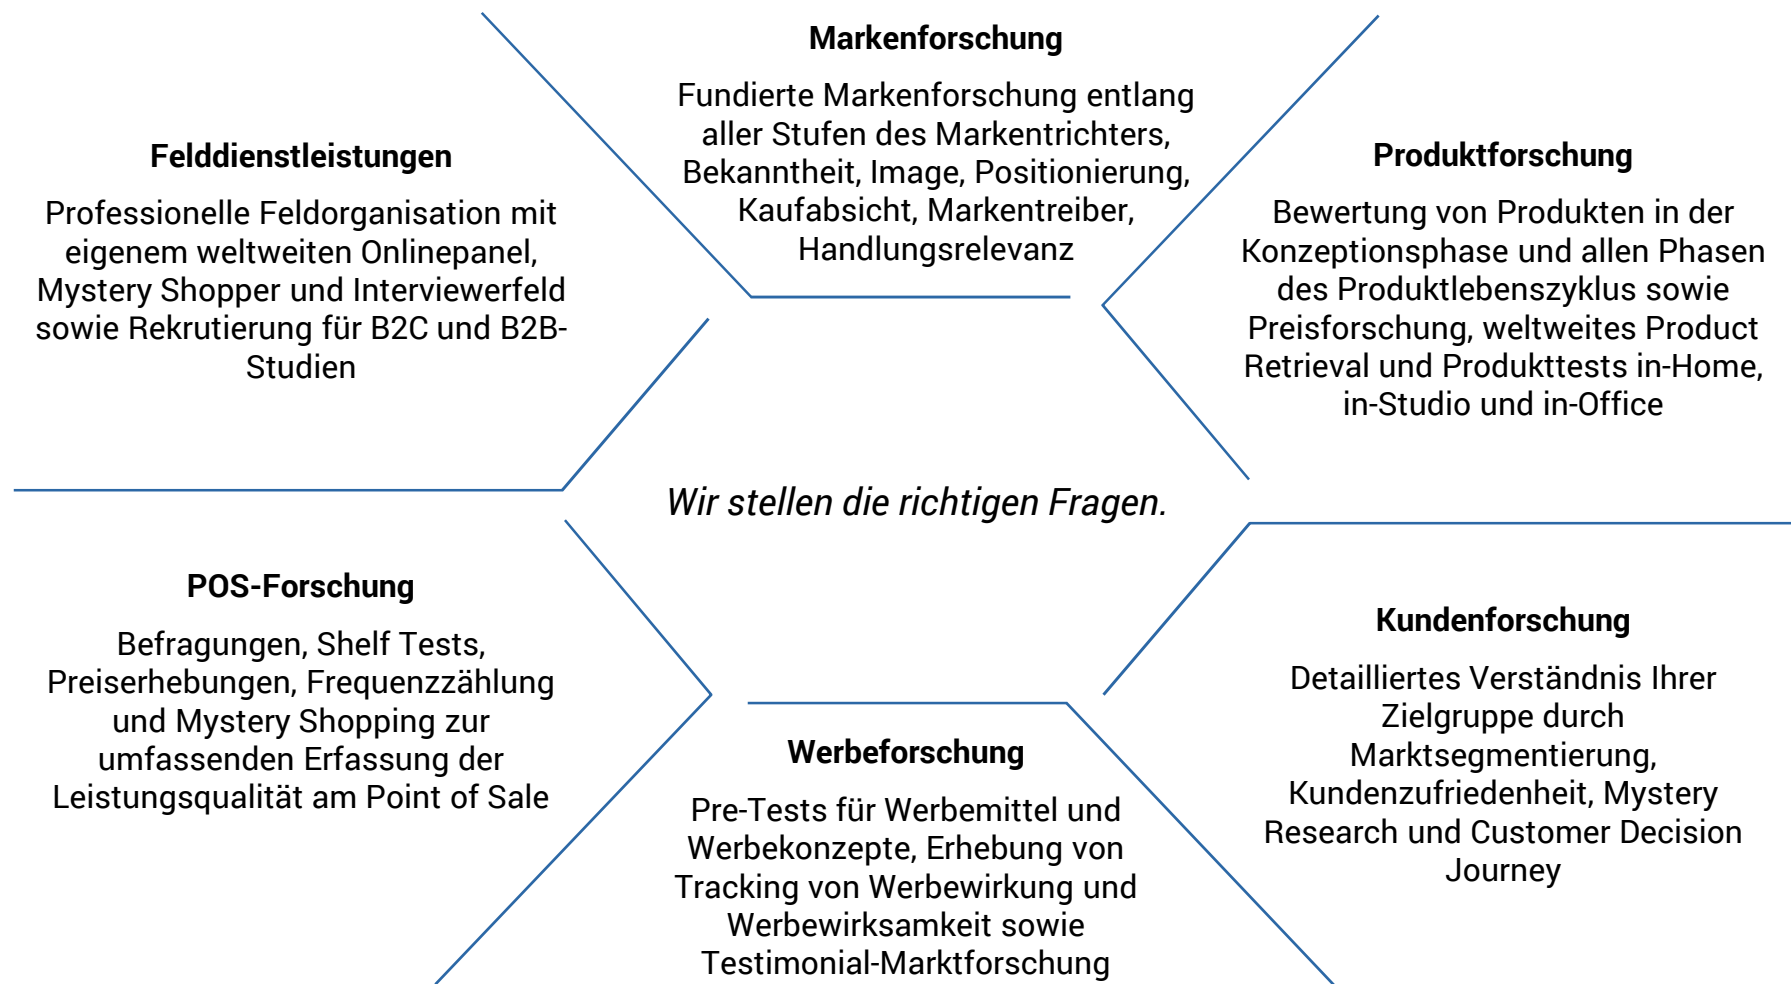 Markenforschung
Fundierte Markenforschung entlang
aller Stufen des Markentrichters,
Bekanntheit, Image, Positionierung,
Kaufabsicht, Markentreiber,
Handlungsrelevanz
Felddienstleistungen
Professionelle Feldorganisation mit
eigenem weltweiten Onlinepanel,
Mystery Shopper und Interviewerfeld
sowie Rekrutierung für B2C und B2B-
Studien
Produktforschung
Bewertung von Produkten in der
Konzeptionsphase und allen Phasen
des Produktlebenszyklus sowie
Preisforschung, weltweites Product
Retrieval und Produkttests in-Home,
in-Studio und in-Office
Wir stellen die richtigen Fragen.
POS-Forschung
Befragungen, Shelf Tests,
Preiserhebungen, Frequenzzählung
und Mystery Shopping zur
umfassenden Erfassung der
Leistungsqualität am Point of Sale
Kundenforschung
Detailliertes Verständnis Ihrer
Zielgruppe durch
Marktsegmentierung,
Kundenzufriedenheit, Mystery
Research und Customer Decision
Journey
Werbeforschung
Pre-Tests für Werbemittel und
Werbekonzepte, Erhebung von
Tracking von Werbewirkung und
Werbewirksamkeit sowie
Testimonial-Marktforschung